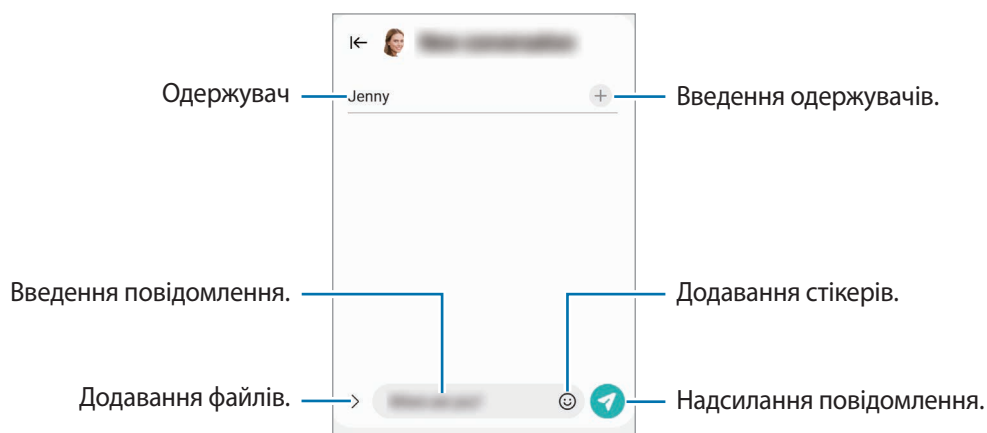 Одержувач
Jenny
Введення одержувачів.
Введення повідомлення.
Додавання стікерів.
Додавання файлів.
Надсилання повідомлення.